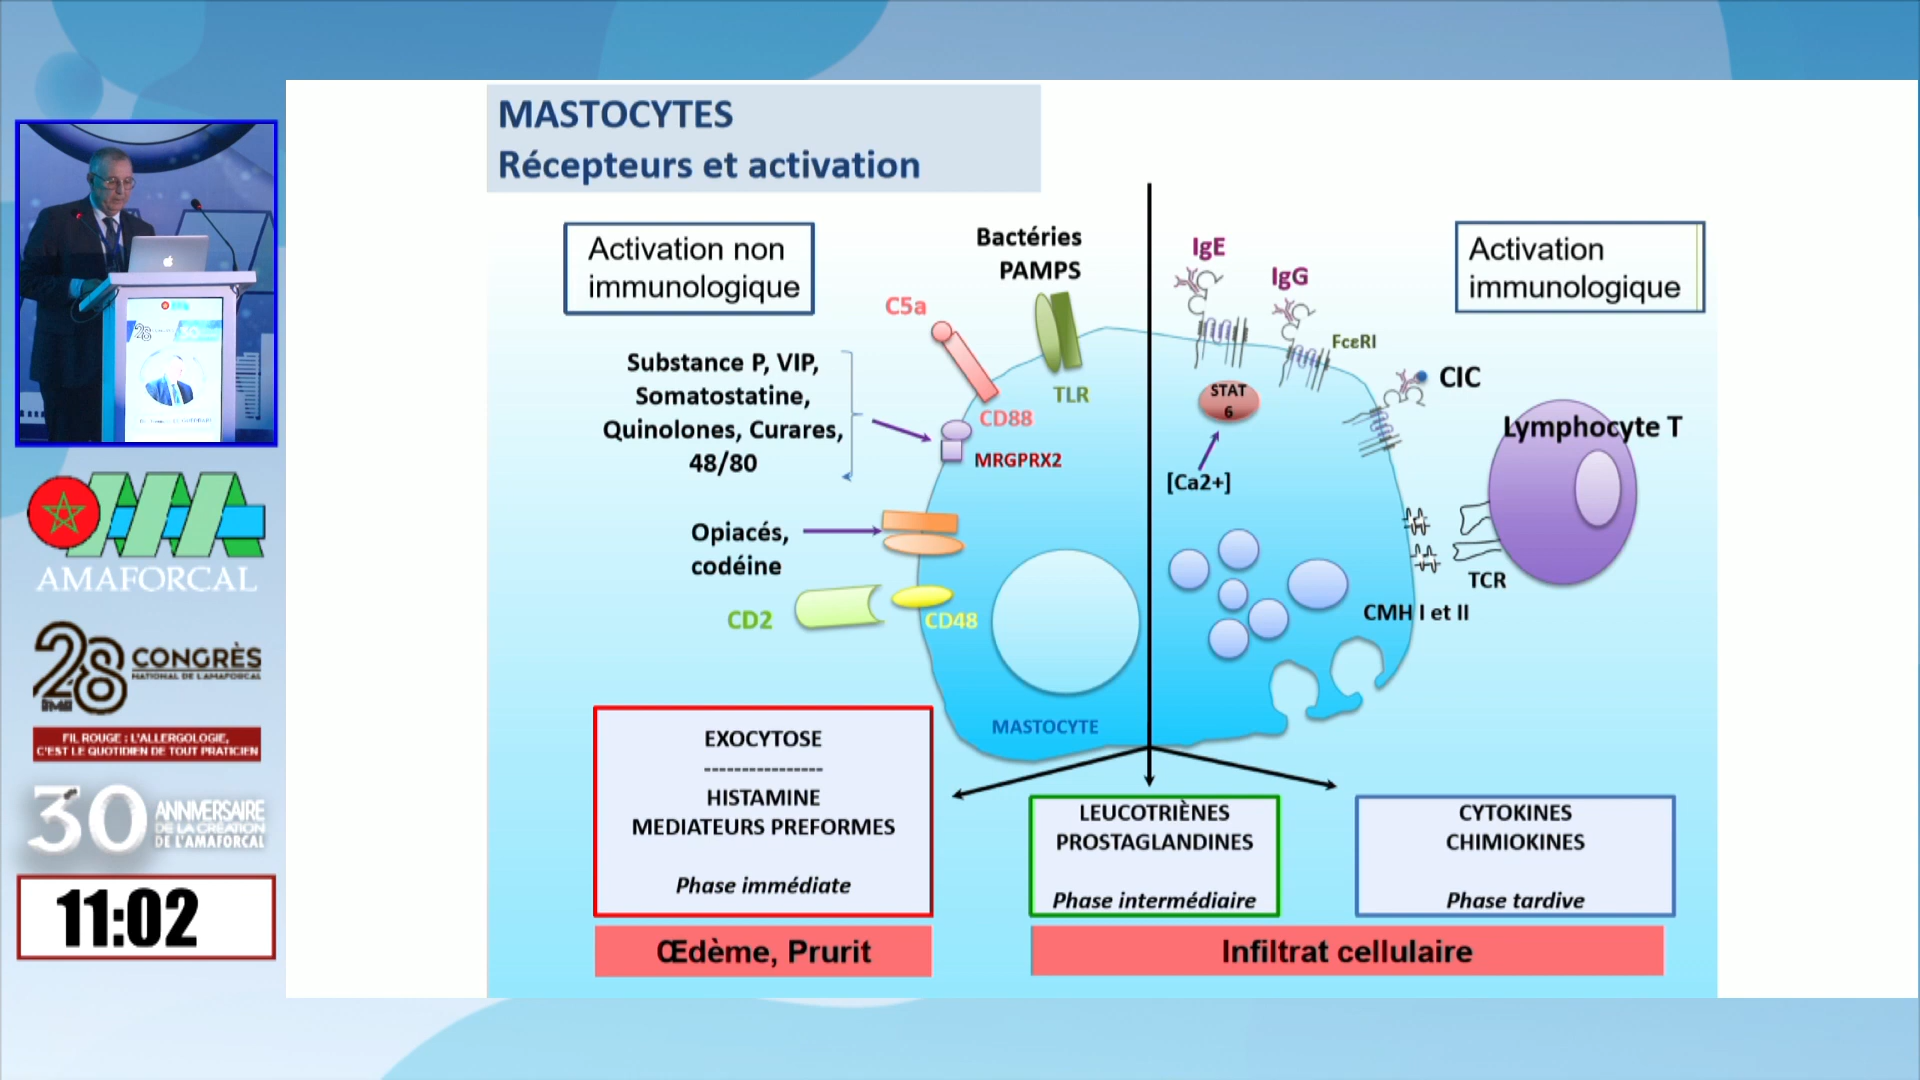 MASTOCYTES
Récepteurs et activation
Activation non
immunologique
Bactéries
PAMPS
IgE
IgG
Activation
immunologique
C5a
FcεRI
Substance P, VIP,
Somatostatine,
Quinolones, Curares,
48/80
TLR
CD88
MRGPRX2
STAT
6
CIC
Lymphocyte T
[Ca2+]
Opiacés,
codéine
TCR
CD2
CD48
CMH I et II
MASTOCYTE
EXOCYTOSE
----------------
HISTAMINE
MEDIATEURS PREFORMES
Phase immédiate
LEUCOTRIÈNES
PROSTAGLANDINES
Phase intermédiaire
CYTOKINES
CHIMIOKINES
Phase tardive
Œdème, Prurit
Infiltrat cellulaire
28
30
AMAFORCAL
28 CONGRÈS
NATIONAL DE L'AMAFORCAL
FIL ROUGE : L'ALLERGOLOGIE,
C'EST LE QUOTIDIEN DE TOUT PRATICIEN
30 ANNIVERSAIRE
DE LA CRÉATION
DE L'AMAFORCAL
11:02